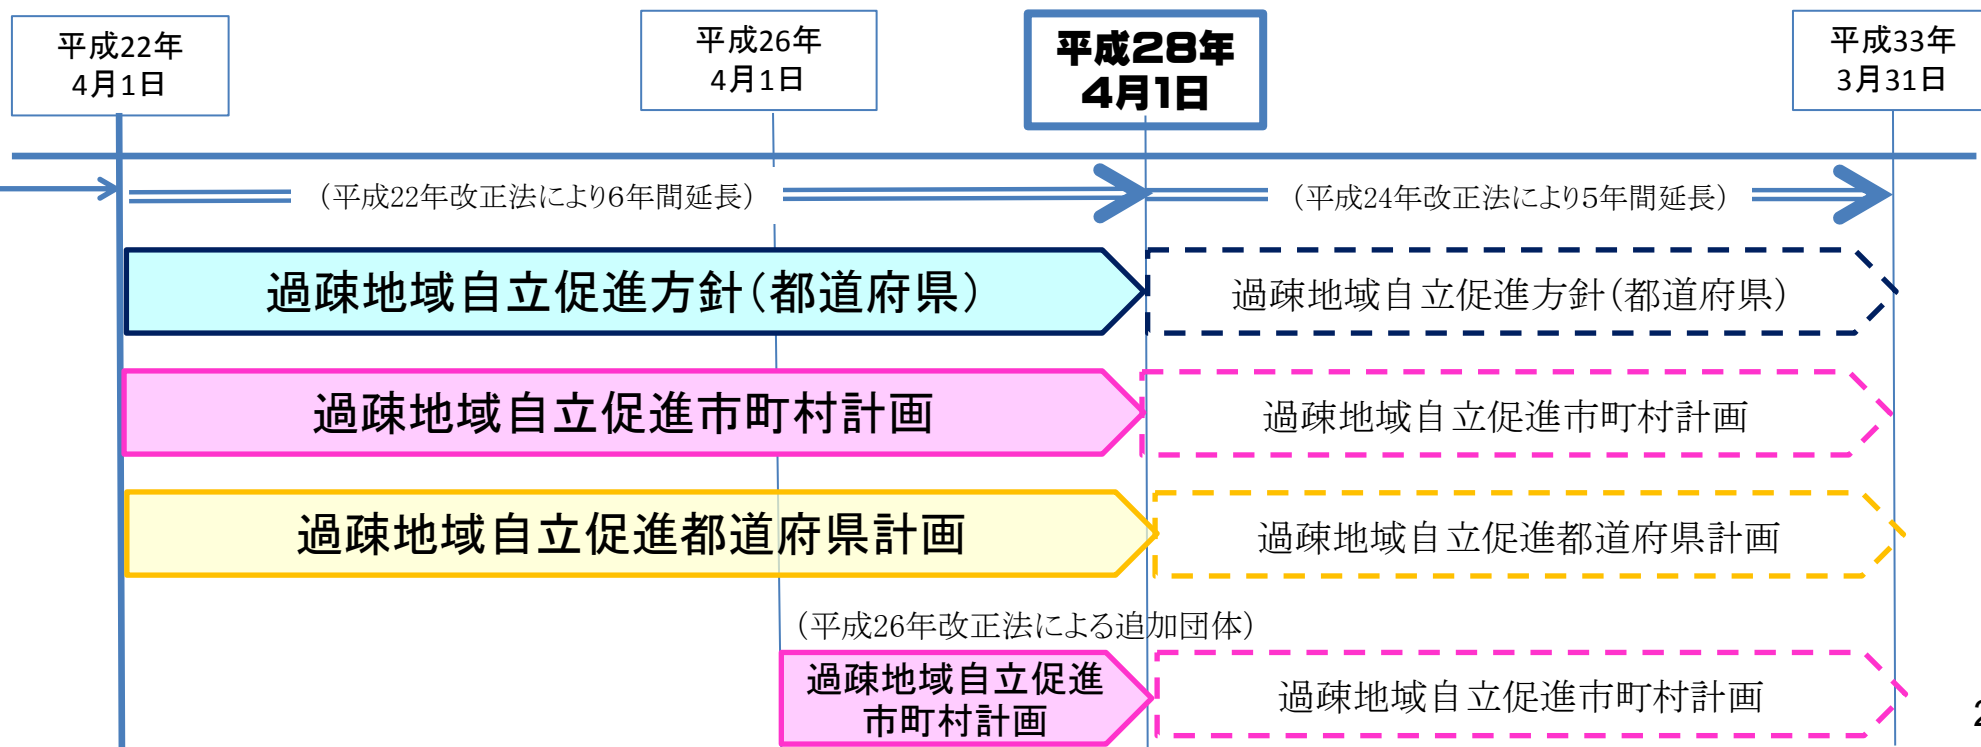 平成22年
4月1日
平成26年
4月1日
平成28年
4月1日
平成33年
3月31日
（平成22年改正法により6年間延長）
（平成24年改正法により5年間延長）
過疎地域自立促進方針（都道府県）
過疎地域自立促進方針（都道府県）
過疎地域自立促進市町村計画
過疎地域自立促進市町村計画
過疎地域自立促進都道府県計画
過疎地域自立促進都道府県計画
（平成26年改正法による追加団体）
過疎地域自立促進
市町村計画
過疎地域自立促進市町村計画
2